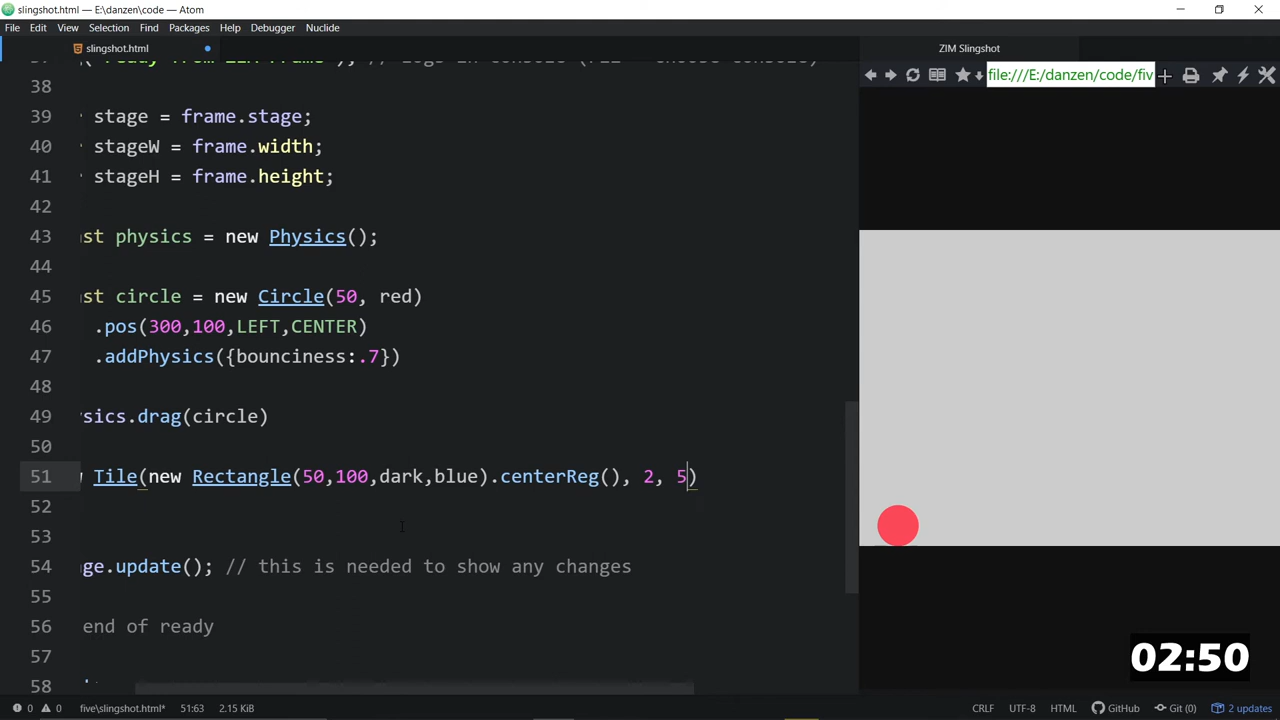 slingshot.html — E:\danzen\code — Atom
File Edit View Selection Find Packages Help Debugger Nuclide
slingshot.html
ZIM Slingshot
file:///E:/danzen/code/fiv
38
39 stage = frame.stage;
40 stageW = frame.width;
41 stageH = frame.height;
42
43 st physics = new Physics();
44
45 st circle = new Circle(50, red)
46 .pos(300,100,LEFT,CENTER)
47 .addPhysics({bounciness:.7})
48
49 sics.drag(circle)
50
51 Tile(new Rectangle(50,100,dark,blue).centerReg(), 2, 5)
52
53
54 ge.update(); // this is needed to show any changes
55
56 end of ready
57
58
02:50
0 0 five\slingshot.html* 51:63 2.15 KiB CRLF UTF-8 HTML GitHub Git (0) 2 updates